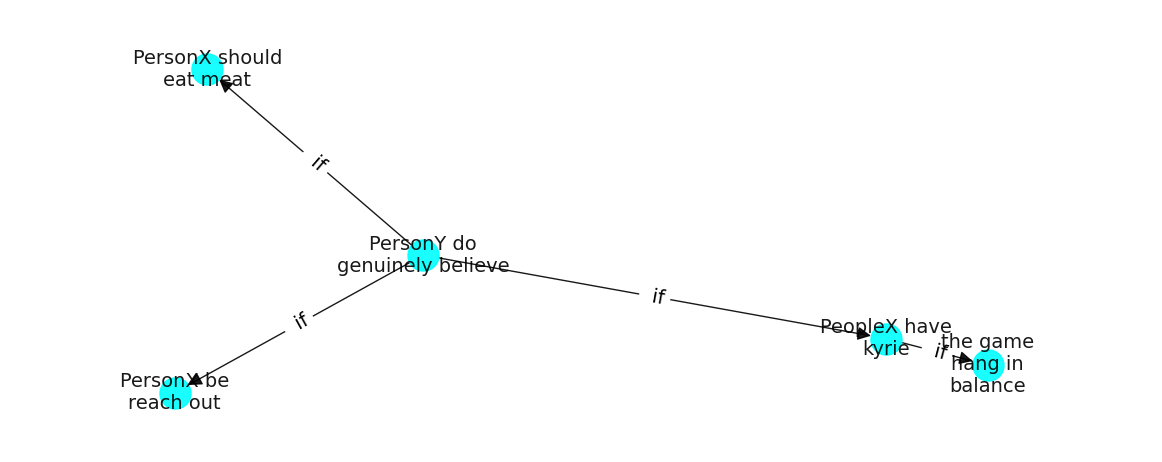 PersonX should
eat meat
if
PersonY do
genuinely believe
if
if
PeopleX have
kyrie
if
the game
hang in
balance
PersonX be
reach out